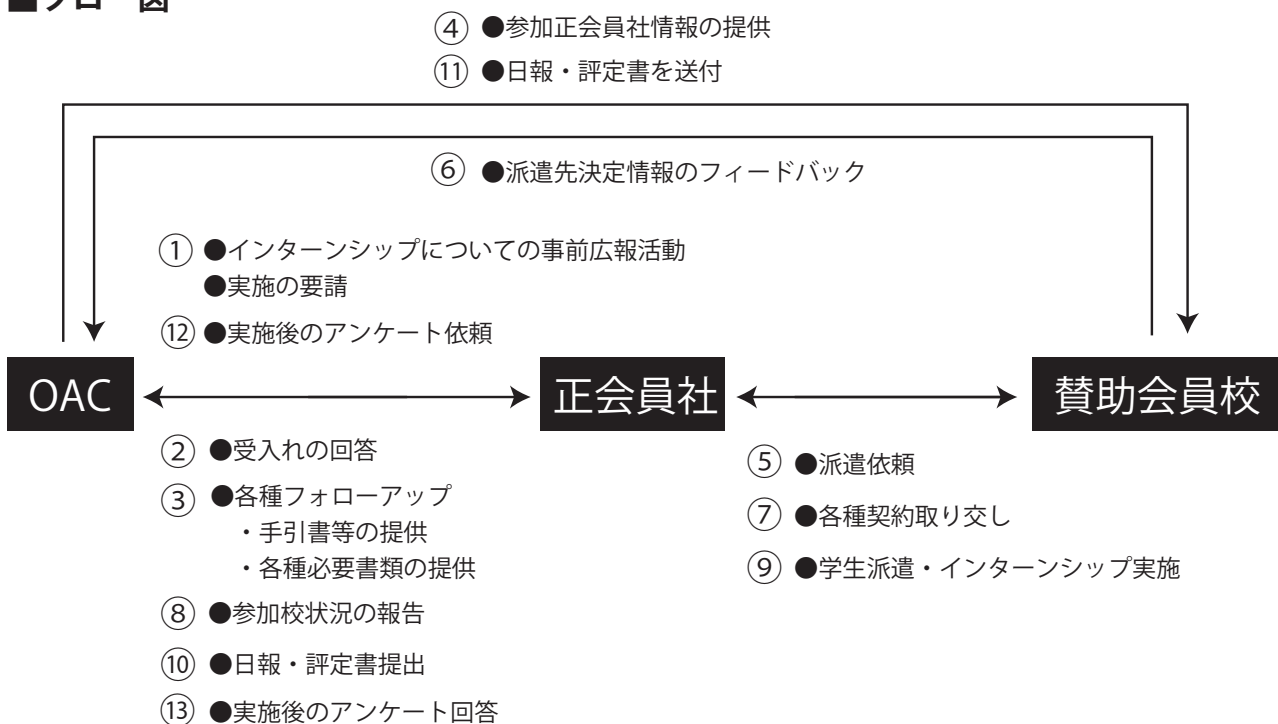 ■フロー図
④ ●参加正会員社情報の提供
⑪ ●日報・評定書を送付
⑥ ●派遣先決定情報のフィードバック
① ●インターンシップについての事前広報活動
●実施の要請
⑫ ●実施後のアンケート依頼
OAC
正会員社
賛助会員校
② ●受入れの回答
③ ●各種フォローアップ
・手引書等の提供
・各種必要書類の提供
⑧ ●参加校状況の報告
⑩ ●日報・評定書提出
⑬ ●実施後のアンケート回答
⑤ ●派遣依頼
⑦ ●各種契約取り交し
⑨ ●学生派遣・インターンシップ実施